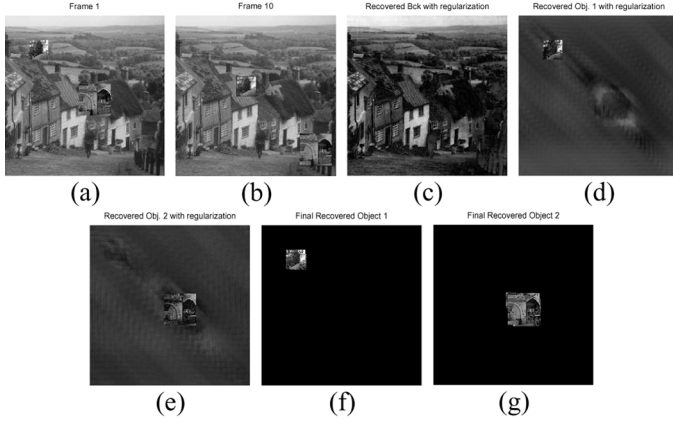 Frame 1
Frame 10
Recovered Bck with regularization
Recovered Obj. 1 with regularization
(a)
(b)
(c)
(d)
Recovered Obj. 2 with regularization
Final Recovered Object 1
Final Recovered Object 2
(e)
(f)
(g)